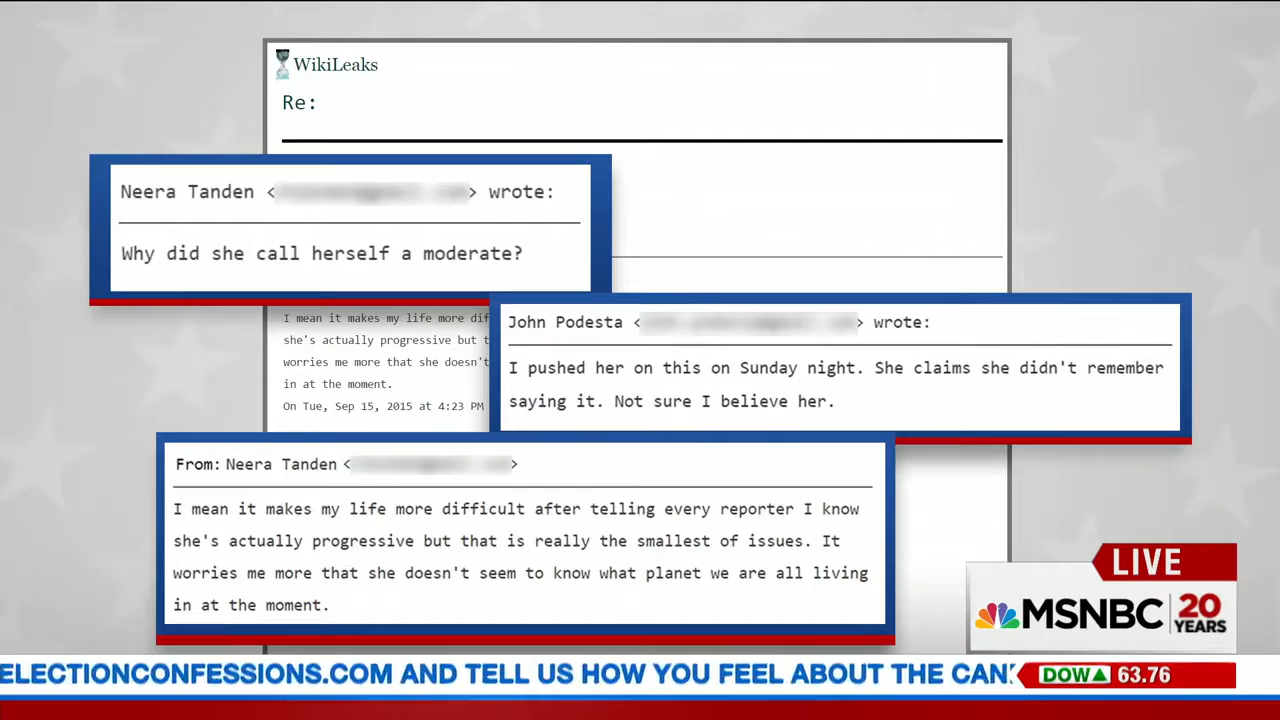 WikiLeaks
Re:
Neera Tanden < > wrote:
Why did she call herself a moderate?
I mean it makes my life more dif
she's actually progressive but t
worries me more that she doesn't
in at the moment.
On Tue, Sep 15, 2015 at 4:23 PM
John Podesta < > wrote:
I pushed her on this on Sunday night. She claims she didn't remember
saying it. Not sure I believe her.
From: Neera Tanden < >
I mean it makes my life more difficult after telling every reporter I know
she's actually progressive but that is really the smallest of issues. It
worries me more that she doesn't seem to know what planet we are all living
in at the moment.
LIVE
MSNBC 20 YEARS
ELECTIONCONFESSIONS.COM AND TELL US HOW YOU FEEL ABOUT THE CAN
DOW▲ 63.76